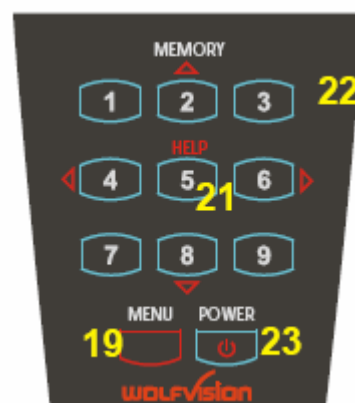 MEMORY
1 2 3 22
HELP
4 5 6
21
7 8 9
MENU POWER
19 23
WOLFVISION